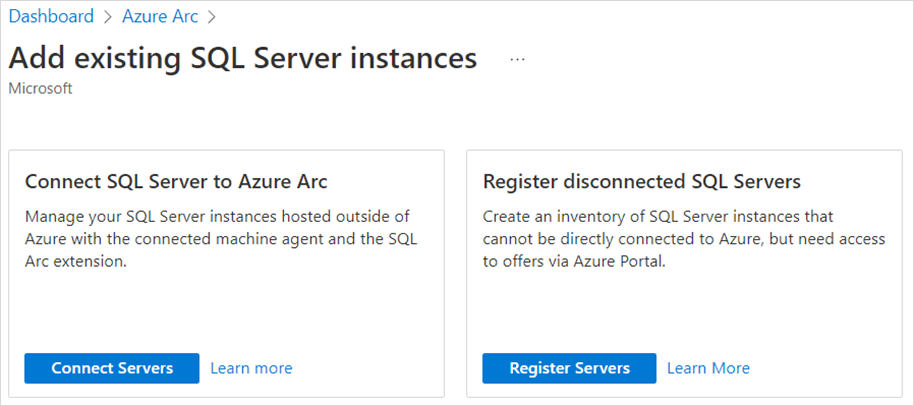 Dashboard > Azure Arc >
Add existing SQL Server instances ...
Microsoft
Connect SQL Server to Azure Arc
Manage your SQL Server instances hosted outside of
Azure with the connected machine agent and the SQL
Arc extension.
Connect Servers Learn more
Register disconnected SQL Servers
Create an inventory of SQL Server instances that
cannot be directly connected to Azure, but need access
to offers via Azure Portal.
Register Servers Learn More